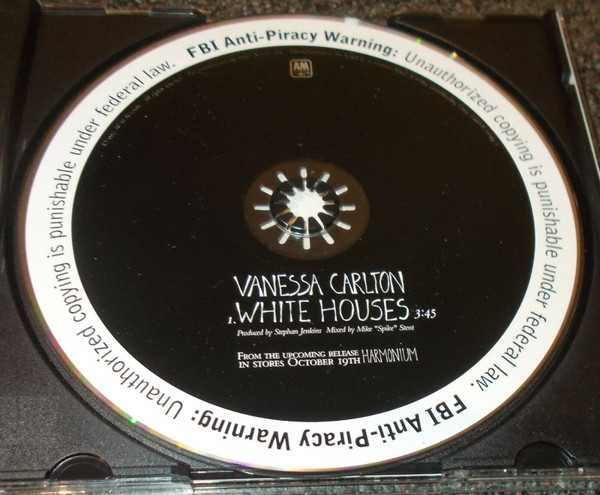 FBI Anti-Piracy Warning: Unauthorized copying is punishable under federal law.
FBI Anti-Piracy Warning: Unauthorized copying is punishable under federal law.
AM
VANESSA CARLTON
1. WHITE HOUSES 3:45
Produced by Stephan Jenkins Mixed by Mike "Spike" Stent
FROM THE UPCOMING RELEASE HARMONIUM
IN STORES OCTOBER 19TH